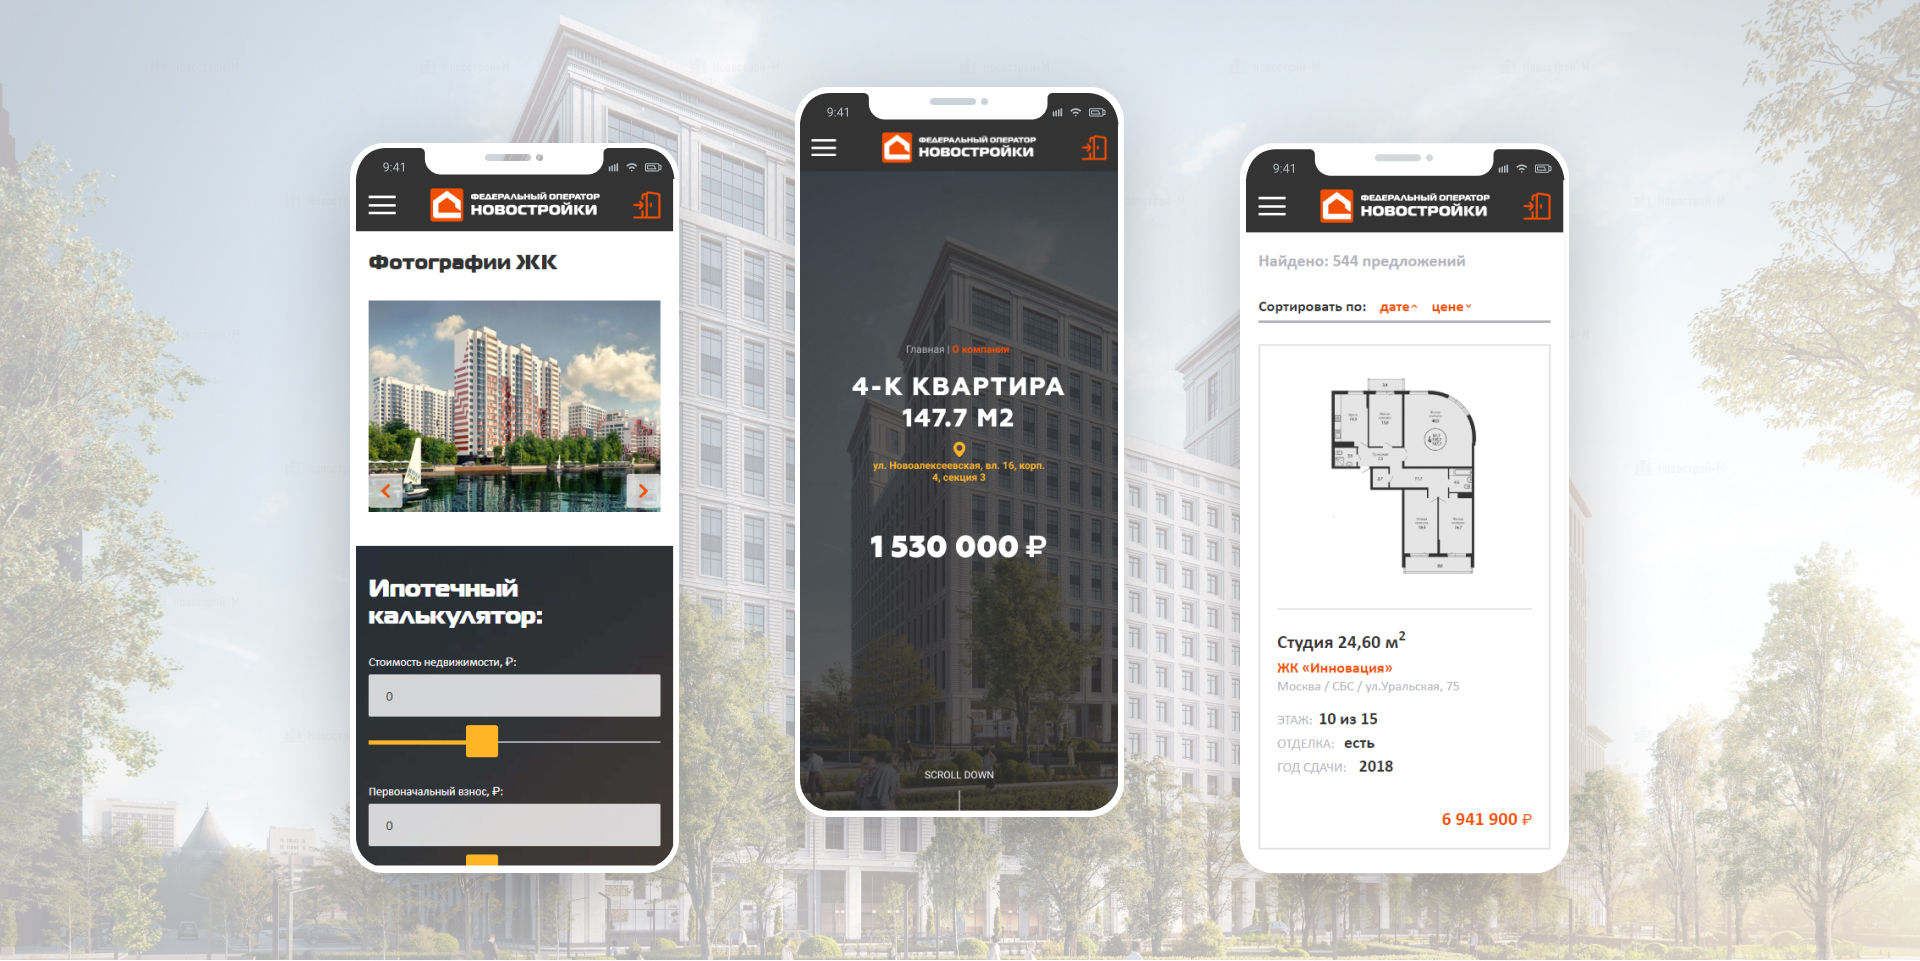 9:41
ФЕДЕРАЛЬНЫЙ ОПЕРАТОР
НОВОСТРОЙКИ
Фотографии ЖК
Ипотечный
калькулятор:
Стоимость недвижимости, ₽:
0
Первоначальный взнос, ₽:
0
9:41
ФЕДЕРАЛЬНЫЙ ОПЕРАТОР
НОВОСТРОЙКИ
Главная | О компании
4-К КВАРТИРА
147.7 М2
ул. Новоалексеевская, вл. 16, корп.
4, секция 3
1 530 000 ₽
SCROLL DOWN
9:41
ФЕДЕРАЛЬНЫЙ ОПЕРАТОР
НОВОСТРОЙКИ
Найдено: 544 предложений
Сортировать по: дате цене
Студия 24,60 м²
ЖК «Инновация»
Москва / СБС / ул.Уральская, 75
ЭТАЖ: 10 из 15
ОТДЕЛКА: есть
ГОД СДАЧИ: 2018
6 941 900 ₽